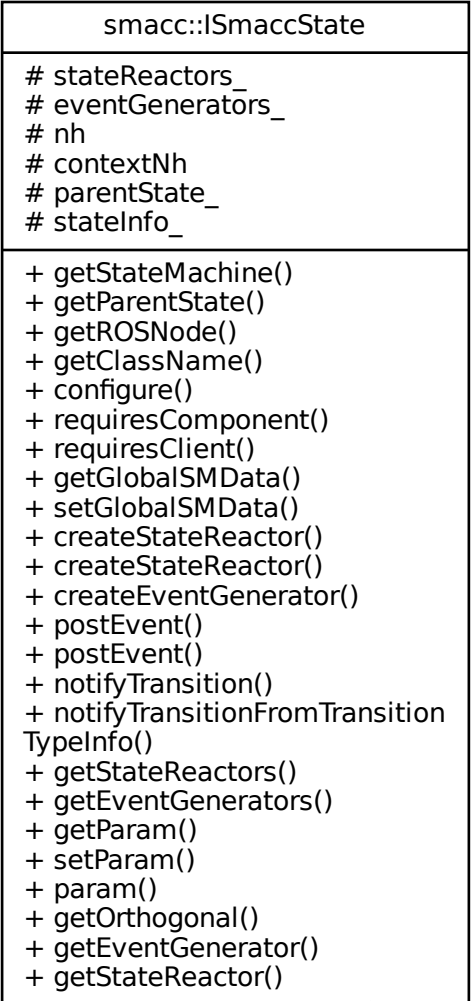 smacc::ISmaccState
# stateReactors_
# eventGenerators_
# nh
# contextNh
# parentState_
# stateInfo_
+ getStateMachine()
+ getParentState()
+ getROSNode()
+ getClassName()
+ configure()
+ requiresComponent()
+ requiresClient()
+ getGlobalSMData()
+ setGlobalSMData()
+ createStateReactor()
+ createStateReactor()
+ createEventGenerator()
+ postEvent()
+ postEvent()
+ notifyTransition()
+ notifyTransitionFromTransition
TypeInfo()
+ getStateReactors()
+ getEventGenerators()
+ getParam()
+ setParam()
+ param()
+ getOrthogonal()
+ getEventGenerator()
+ getStateReactor()